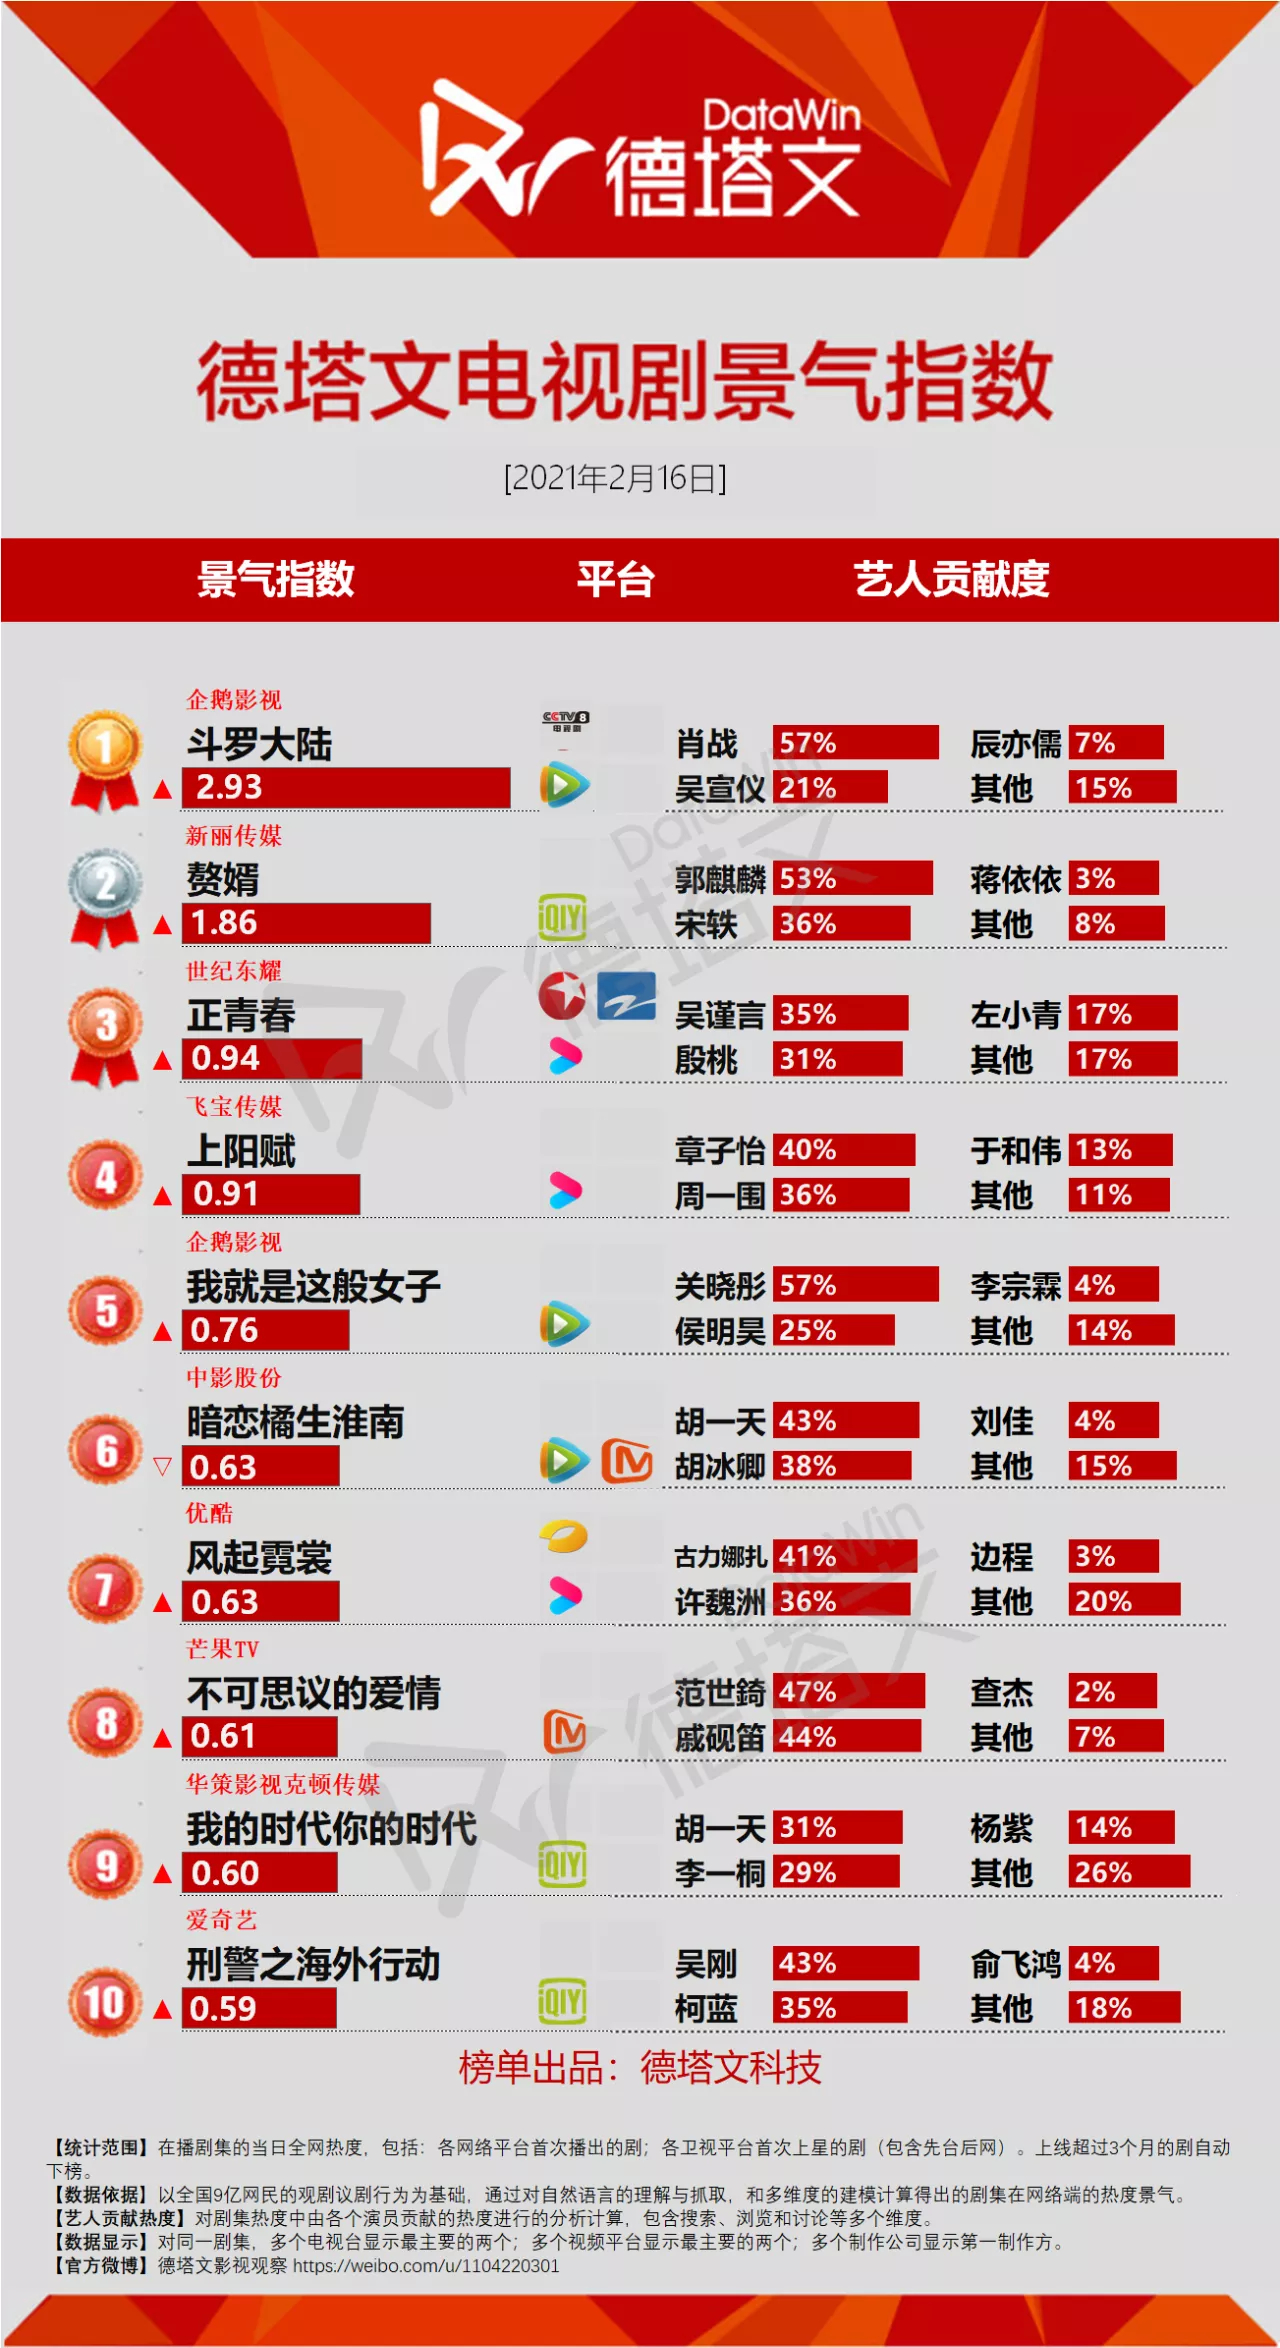 DataWin
德塔文
德塔文电视剧景气指数
[2021年2月16日]
景气指数 平台 艺人贡献度
企鹅影视
1 斗罗大陆 CCTV 8 电视剧 肖战 57% 辰亦儒 7%
2.93 吴宣仪 21% 其他 15%
新丽传媒
2 赘婿 郭麒麟 53% 蒋依依 3%
1.86 iQIY 宋轶 36% 其他 8%
世纪东耀
3 正青春 吴谨言 35% 左小青 17%
0.94 殷桃 31% 其他 17%
飞宝传媒
4 上阳赋 章子怡 40% 于和伟 13%
0.91 周一围 36% 其他 11%
企鹅影视
5 我就是这般女子 关晓彤 57% 李宗霖 4%
0.76 侯明昊 25% 其他 14%
中影股份
6 暗恋橘生淮南 胡一天 43% 刘佳 4%
0.63 胡冰卿 38% 其他 15%
优酷
7 风起霓裳 古力娜扎 41% 边程 3%
0.63 许魏洲 36% 其他 20%
芒果TV
8 不可思议的爱情 范世錡 47% 查杰 2%
0.61 戚砚笛 44% 其他 7%
华策影视克顿传媒
9 我的时代你的时代 胡一天 31% 杨紫 14%
0.60 iQIY 李一桐 29% 其他 26%
爱奇艺
10 刑警之海外行动 吴刚 43% 俞飞鸿 4%
0.59 iQIY 柯蓝 35% 其他 18%
榜单出品：德塔文科技
【统计范围】在播剧集的当日全网热度，包括：各网络平台首次播出的剧；各卫视平台首次上星的剧（包含先台后网）。上线超过3个月的剧自动
下榜。
【数据依据】以全国9亿网民的观剧议剧行为为基础，通过对自然语言的理解与抓取，和多维度的建模计算得出的剧集在网络端的热度景气。
【艺人贡献热度】对剧集热度中由各个演员贡献的热度进行的分析计算，包含搜索、浏览和讨论等多个维度。
【数据显示】对同一剧集，多个电视台显示最主要的两个；多个视频平台显示最主要的两个；多个制作公司显示第一制作方。
【官方微博】德塔文影视观察 https://weibo.com/u/1104220301